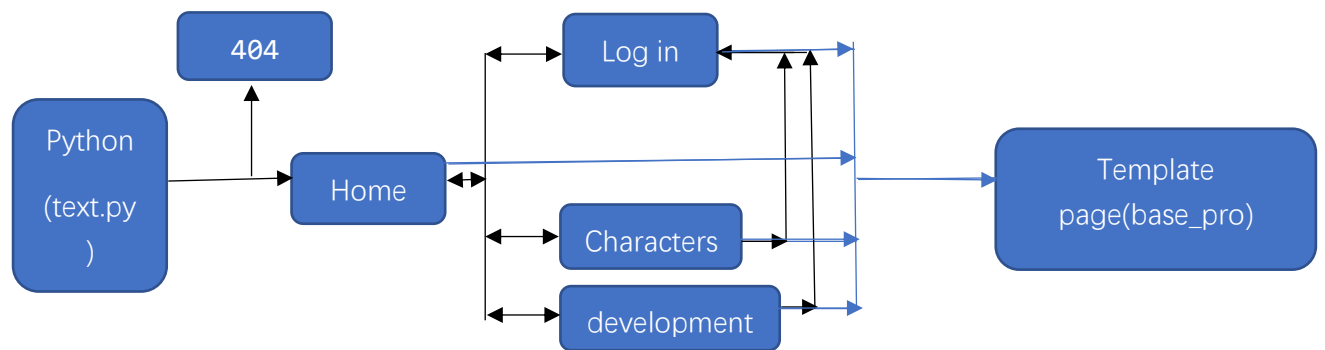 404
Python
(text.py
)
Home
Log in
Characters
development
Template
page(base_pro)